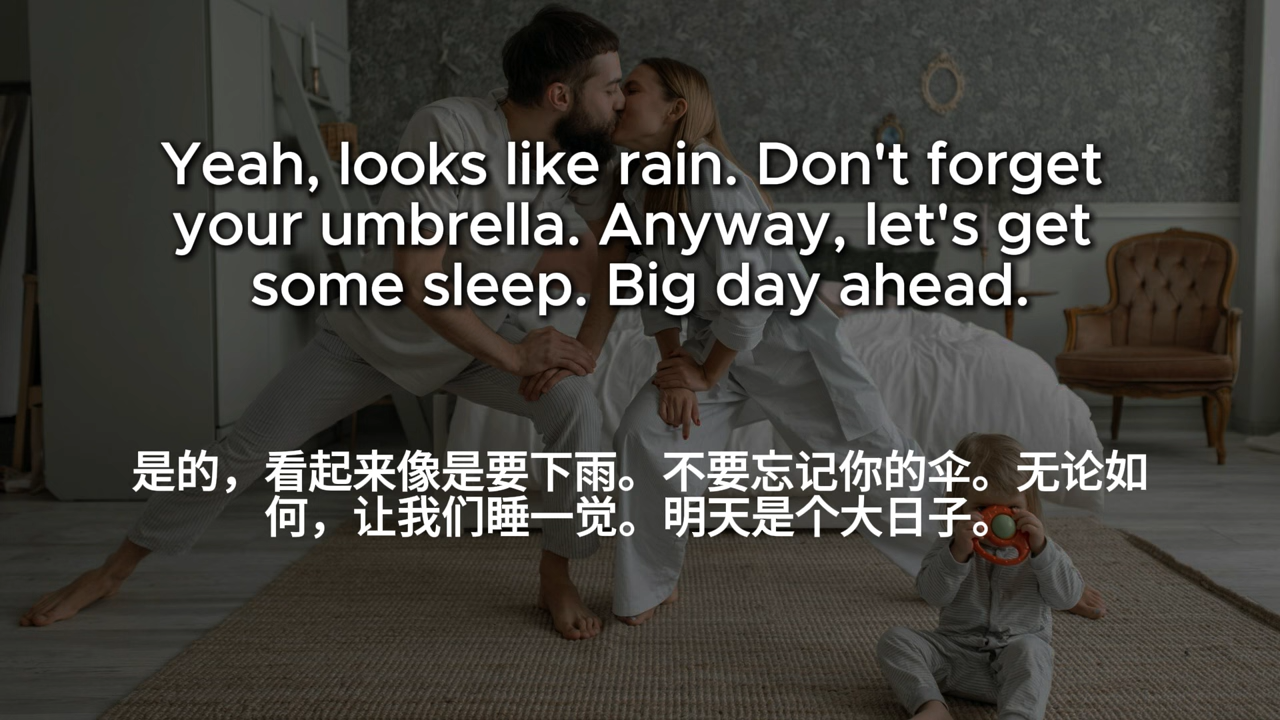 Yeah, looks like rain. Don't forget
your umbrella. Anyway, let's get
some sleep. Big day ahead.
是的，看起来像是要下雨。不要忘记你的伞。无论如
何，让我们睡一觉。明天是个大日子。